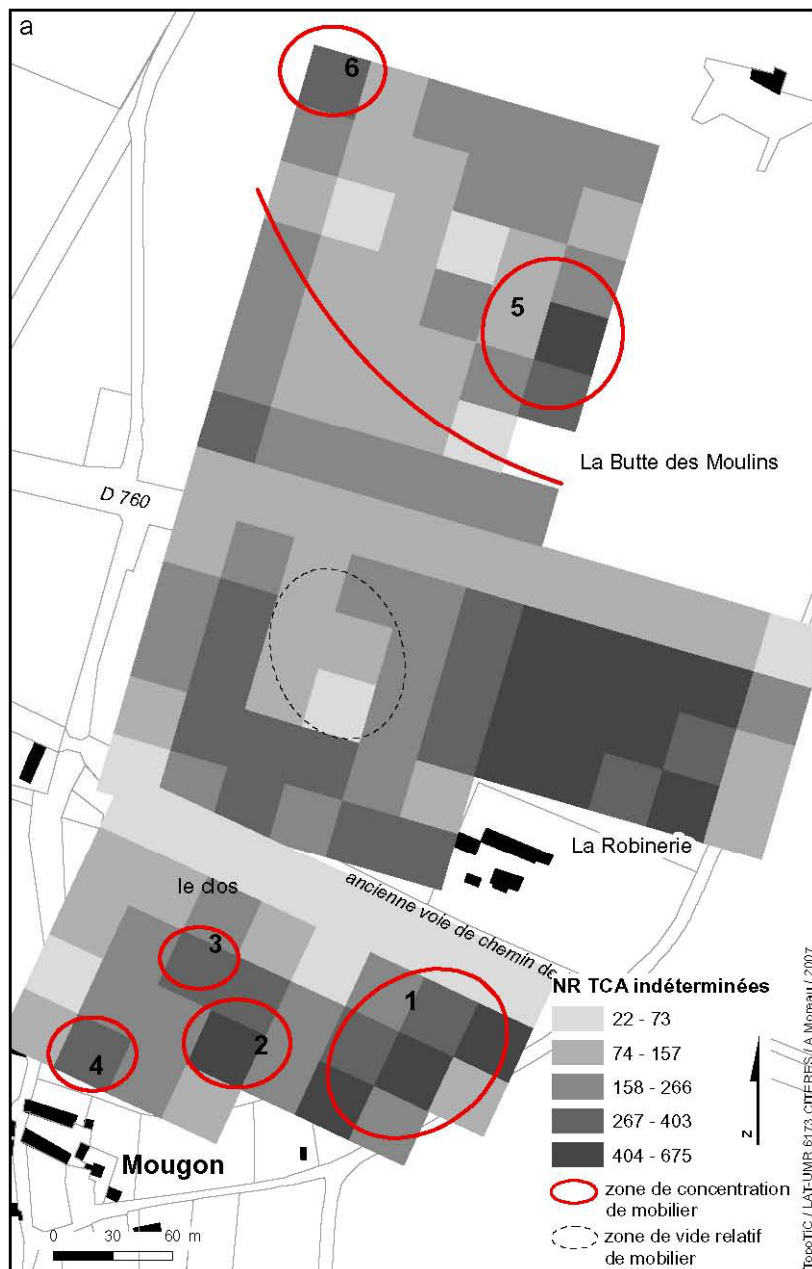 a
6
5
La Butte des Moulins
D 760
La Robinerie
ancienne voie de chemin de
le clos
3
1
2
4
Mougon
0 30 60 m
NR TCA indéterminées
22 - 73
74 - 157
158 - 266
267 - 403
404 - 675
zone de concentration
de mobilier
zone de vide relatif
de mobilier
N
TopoTIC / LAT-UMR 6173 CITERES / A.Moreau / 2007